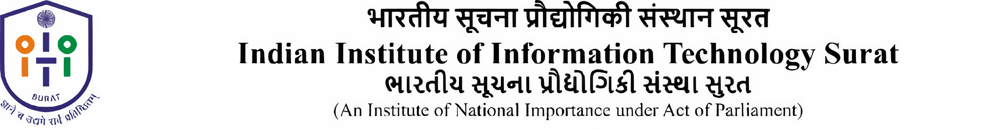 भारतीय सूचना प्रौद्योगिकी संस्थान सूरत
Indian Institute of Information Technology Surat
ભારતીય સૂચના પ્રૌદ્યોગિકી સંસ્થા સુરત
(An Institute of National Importance under Act of Parliament)
SURAT
ज्ञाने च उद्यमे सर्वं प्रतिष्ठितम्